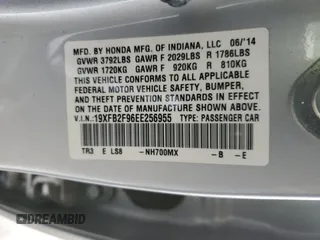 MFD. BY HONDA MFG. OF INDIANA, LLC 06/'14
GVWR 3792LBS GAWR F 2029LBS R 1786LBS
GVWR 1720KG GAWR F 920KG R 810KG
THIS VEHICLE CONFORMS TO ALL APPLICABLE
FEDERAL MOTOR VEHICLE SAFETY, BUMPER,
AND THEFT PREVENTION STANDARDS IN EFFECT
ON THE DATE OF MANUFACTURE SHOWN ABOVE.
V.I.N.: 19XFB2F96EE256955 TYPE: PASSENGER CAR
TR3 E LS8 -NH700MX -B -E
DREAMBID